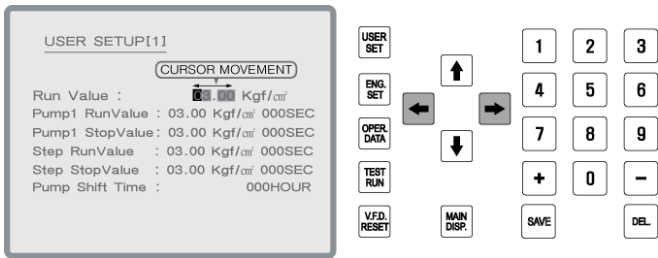 USER SETUP[1]
CURSOR MOVEMENT
Run Value : 03.00 Kgf/㎠
Pump1 RunValue : 03.00 Kgf/㎠ 000SEC
Pump1 StopValue : 03.00 Kgf/㎠ 000SEC
Step RunValue : 03.00 Kgf/㎠ 000SEC
Step StopValue : 03.00 Kgf/㎠ 000SEC
Pump Shift Time : 000HOUR
USER SET
ENG. SET
OPER. DATA
TEST RUN
V.F.D. RESET
MAIN DISP.
1 2 3
4 5 6
7 8 9
+ 0 -
SAVE DEL.